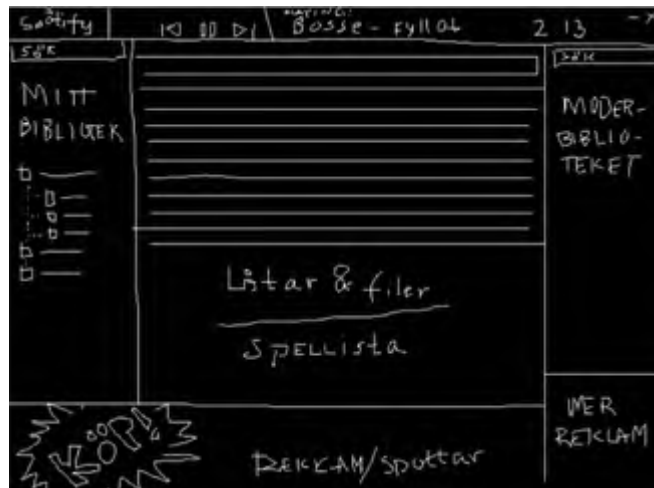 Spotify
PLAYING:
Bosse - Fyllot
2 13
SÖK
SÖK
MITT
BIBLIOTEK
MODER-
BIBLIO-
TEKET
Låtar & filer
SPELLISTA
KÖP!
REKLAM/spottar
MER
REKLAM